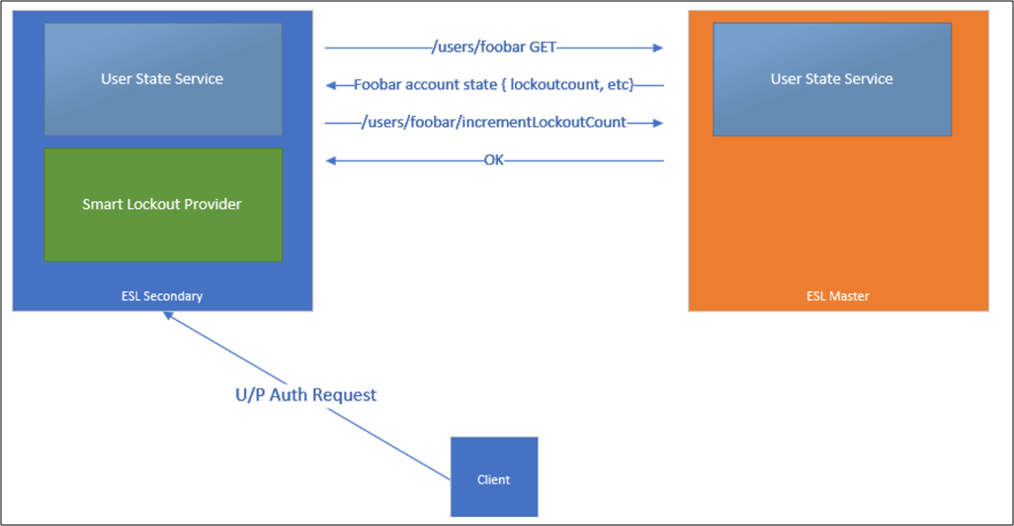 User State Service
Smart Lockout Provider
ESL Secondary
/users/foobar GET
Foobar account state { lockoutcount, etc}
/users/foobar/incrementLockoutCount
OK
User State Service
ESL Master
U/P Auth Request
Client